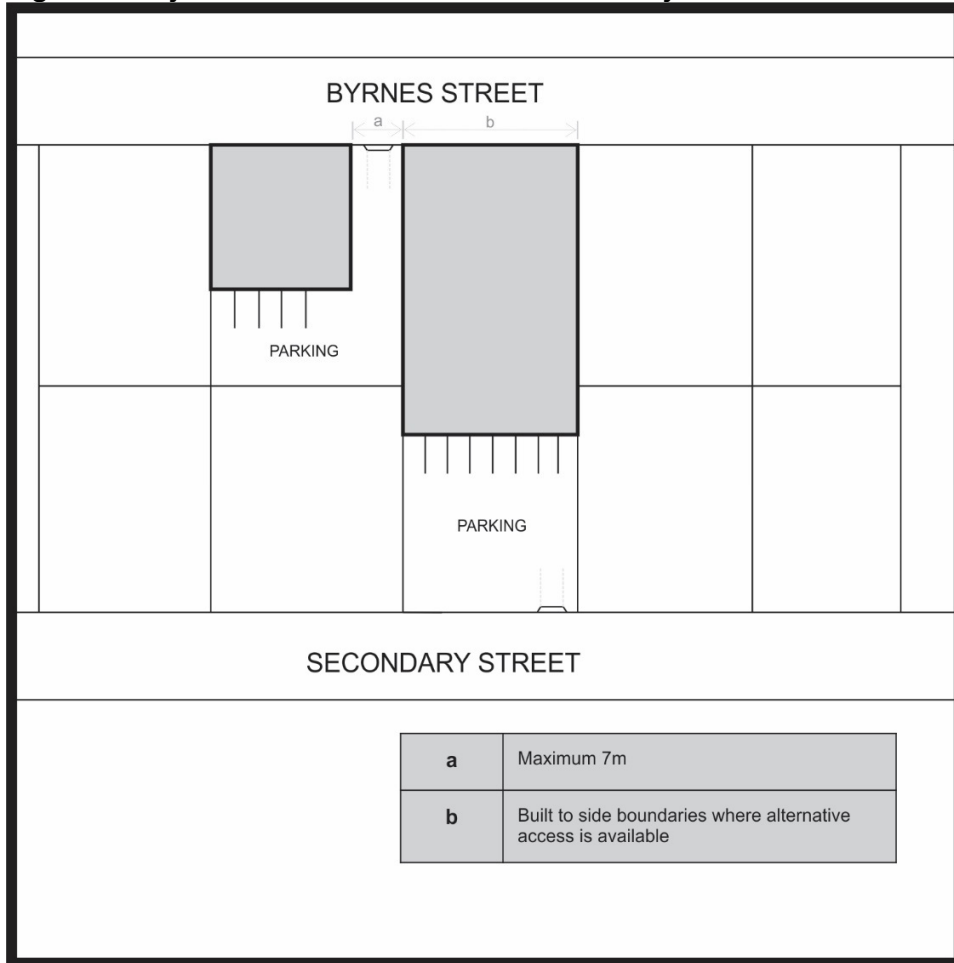 BYRNES STREET
a
b
PARKING
PARKING
SECONDARY STREET
a
Maximum 7m
b
Built to side boundaries where alternative
access is available